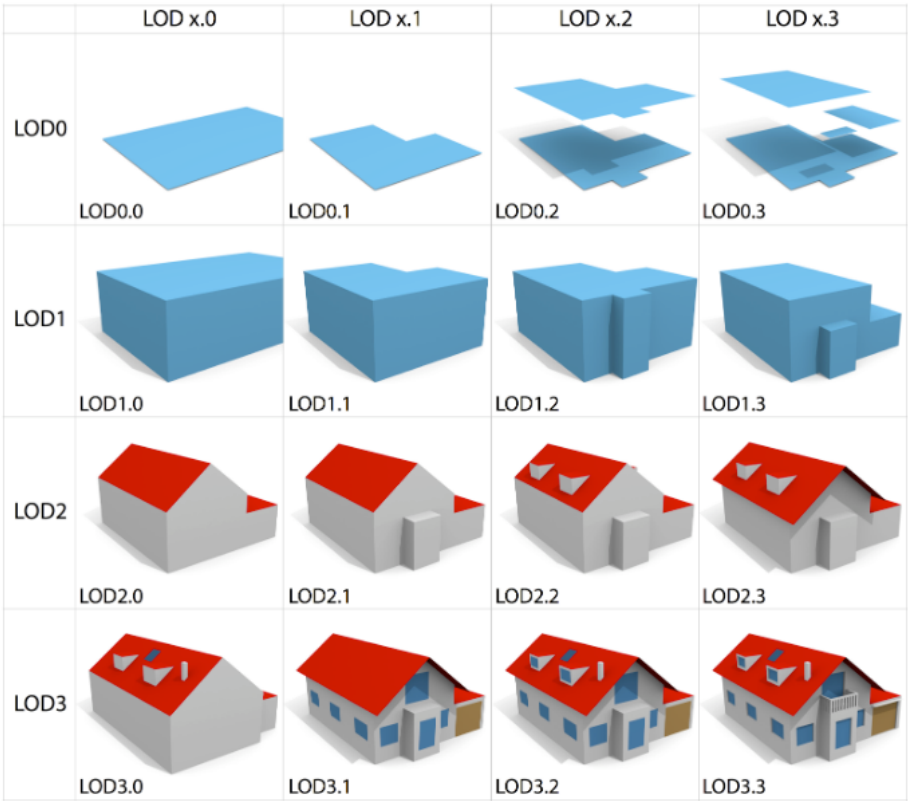 LOD x.0 LOD x.1 LOD x.2 LOD x.3
LOD0
LOD0.0 LOD0.1 LOD0.2 LOD0.3
LOD1
LOD1.0 LOD1.1 LOD1.2 LOD1.3
LOD2
LOD2.0 LOD2.1 LOD2.2 LOD2.3
LOD3
LOD3.0 LOD3.1 LOD3.2 LOD3.3